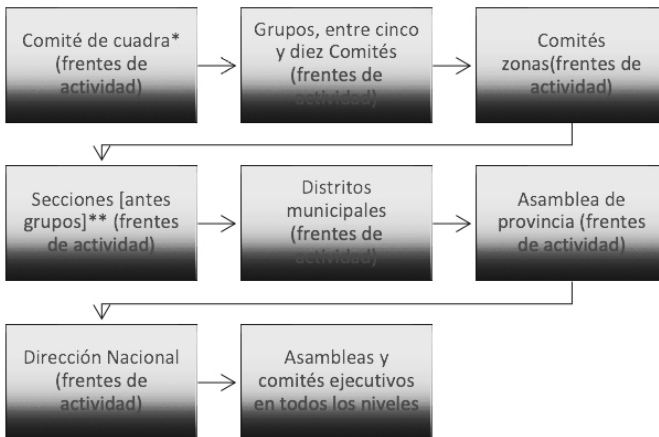 Comité de cuadra*
(frentes de
actividad)
Grupos, entre cinco
y diez Comités
(frentes de
actividad)
Comités
zonas(frentes de
actividad)
Secciones [antes
grupos]** (frentes
de actividad)
Distritos
municipales
(frentes de
actividad)
Asamblea de
provincia (frentes
de actividad)
Dirección Nacional
(frentes de
actividad)
Asambleas y
comités ejecutivos
en todos los niveles